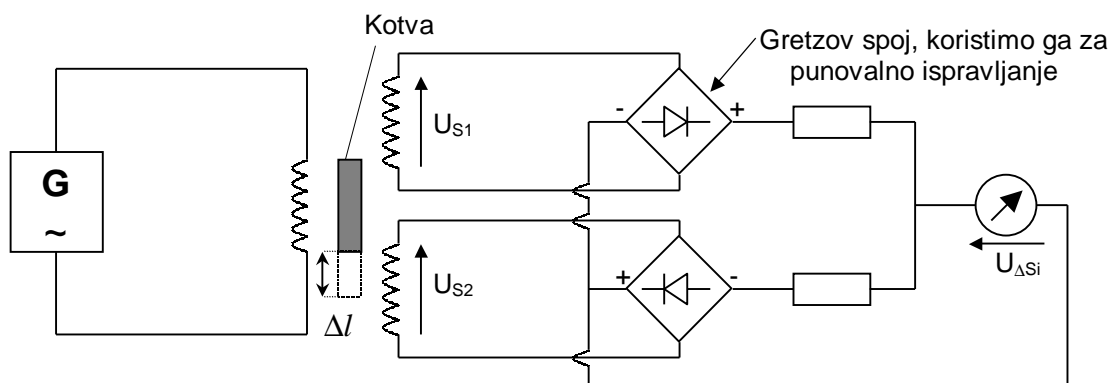 Kotva
Gretzov spoj, koristimo ga za
punovalno ispravljanje
G
~
U_S1
- +
U_S2
+ -
Δl
U_ΔSi